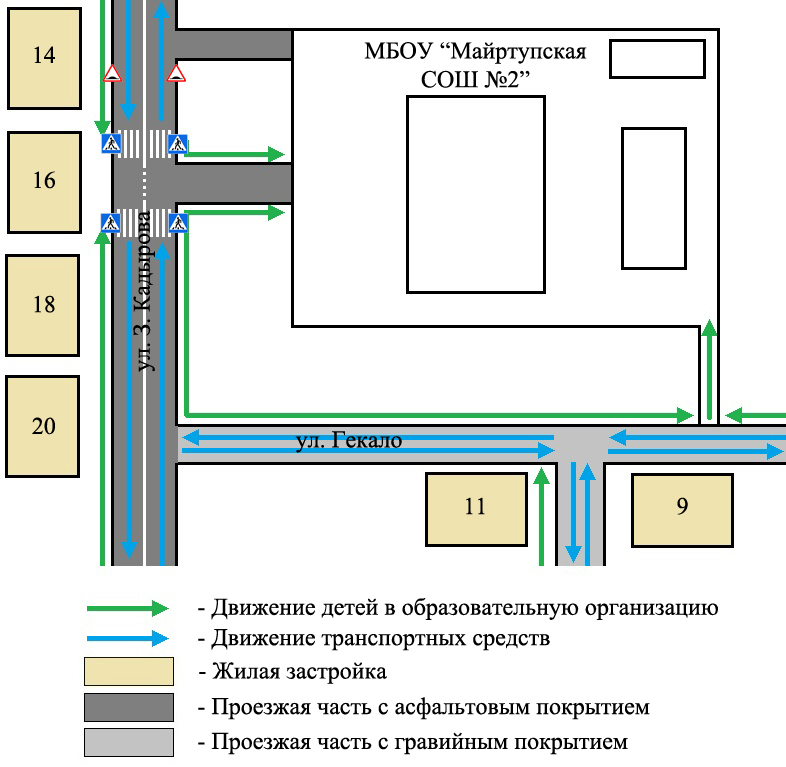 14
МБОУ “Майртупская
СОШ №2”
16
18
20
ул. З. Кадырова
ул. Гекало
11
9
- Движение детей в образовательную организацию
- Движение транспортных средств
- Жилая застройка
- Проезжая часть с асфальтовым покрытием
- Проезжая часть с гравийным покрытием